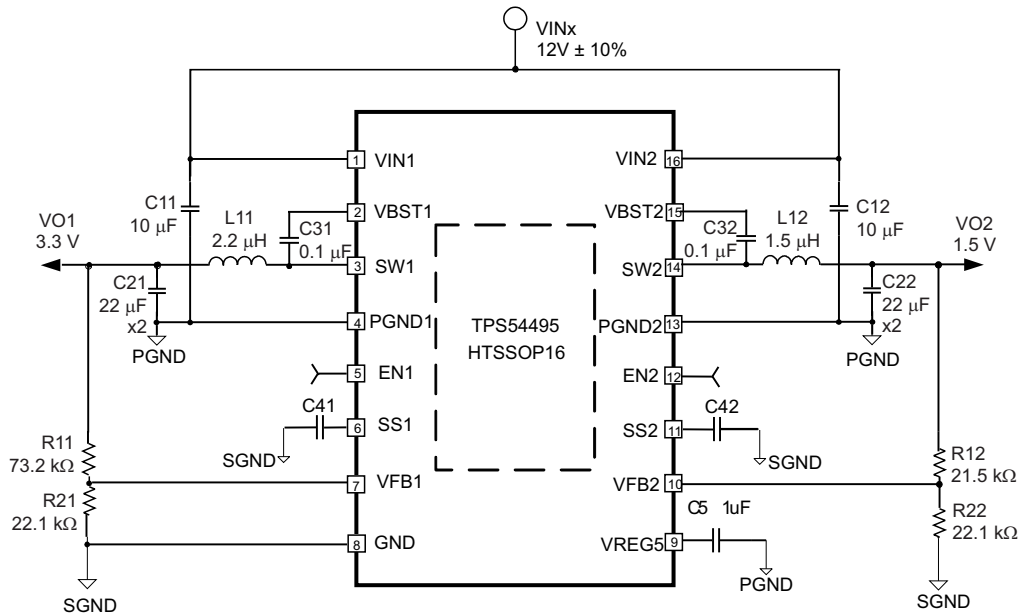 VINx
12V ± 10%
VIN1
VIN2
1
16
C11
10 μF
C12
10 μF
VBST1
VBST2
2
15
VO1
3.3 V
L11
2.2 μH
C31
0.1 μF
C32
0.1 μF
L12
1.5 μH
VO2
1.5 V
SW1
SW2
3
14
C21
22 μF
x2
C22
22 μF
x2
PGND1
PGND2
4
13
PGND
PGND
TPS54495
HTSSOP16
EN1
EN2
5
12
C41
C42
SS1
SS2
6
11
SGND
SGND
R11
73.2 kΩ
R12
21.5 kΩ
VFB1
VFB2
7
10
R21
22.1 kΩ
R22
22.1 kΩ
C5 1uF
GND
VREG5
8
9
SGND
PGND
SGND